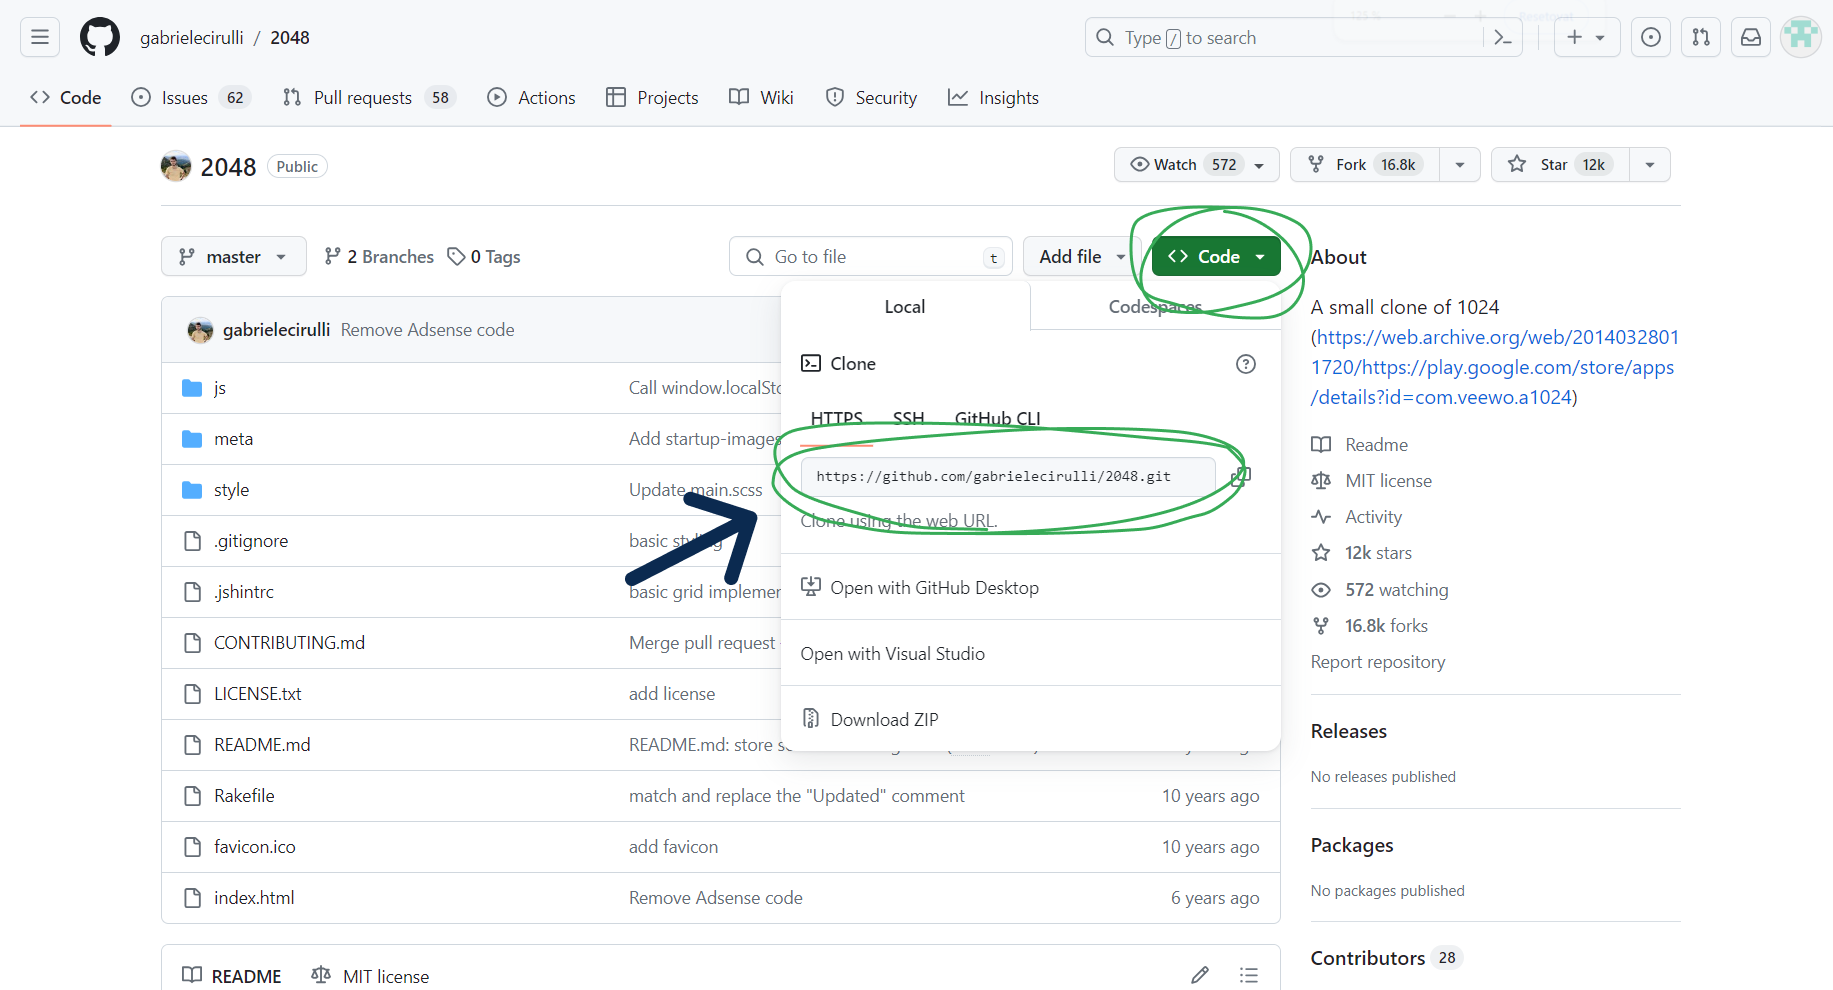 gabrielecirulli / 2048
Type / to search
Code
Issues 62
Pull requests 58
Actions
Projects
Wiki
Security
Insights
2048 Public
Watch 572
Fork 16.8k
Star 12k
master
2 Branches
0 Tags
Go to file t
Add file
Code
Local
Codespaces
Clone
HTTPS
SSH
GitHub CLI
https://github.com/gabrielecirulli/2048.git
Clone using the web URL.
Open with GitHub Desktop
Open with Visual Studio
Download ZIP
gabrielecirulli Remove Adsense code
js Call window.localSto
meta Add startup-images
style Update main.scss
.gitignore basic styling
.jshintrc basic grid implemen
CONTRIBUTING.md Merge pull request
LICENSE.txt add license
README.md README.md: store
Rakefile match and replace the "Updated" comment 10 years ago
favicon.ico add favicon 10 years ago
index.html Remove Adsense code 6 years ago
README
MIT license
About
A small clone of 1024
(https://web.archive.org/web/2014032801
1720/https://play.google.com/store/apps
/details?id=com.veewo.a1024)
Readme
MIT license
Activity
12k stars
572 watching
16.8k forks
Report repository
Releases
No releases published
Packages
No packages published
Contributors 28